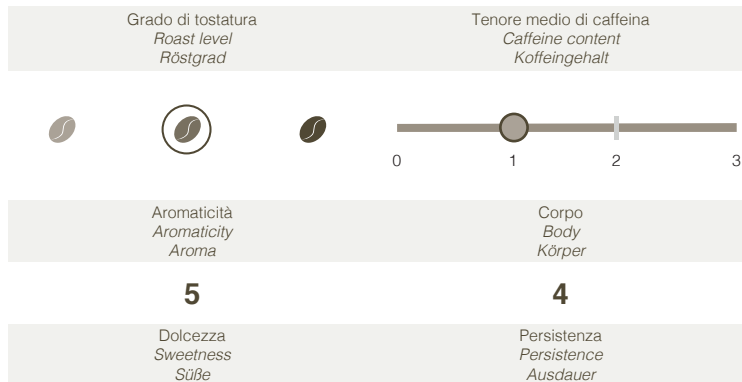 Grado di tostatura
Roast level
Röstgrad
Tenore medio di caffeina
Caffeine content
Koffeingehalt
0 1 2 3
Aromaticità
Aromaticity
Aroma
Corpo
Body
Körper
5
4
Dolcezza
Sweetness
Süße
Persistenza
Persistence
Ausdauer